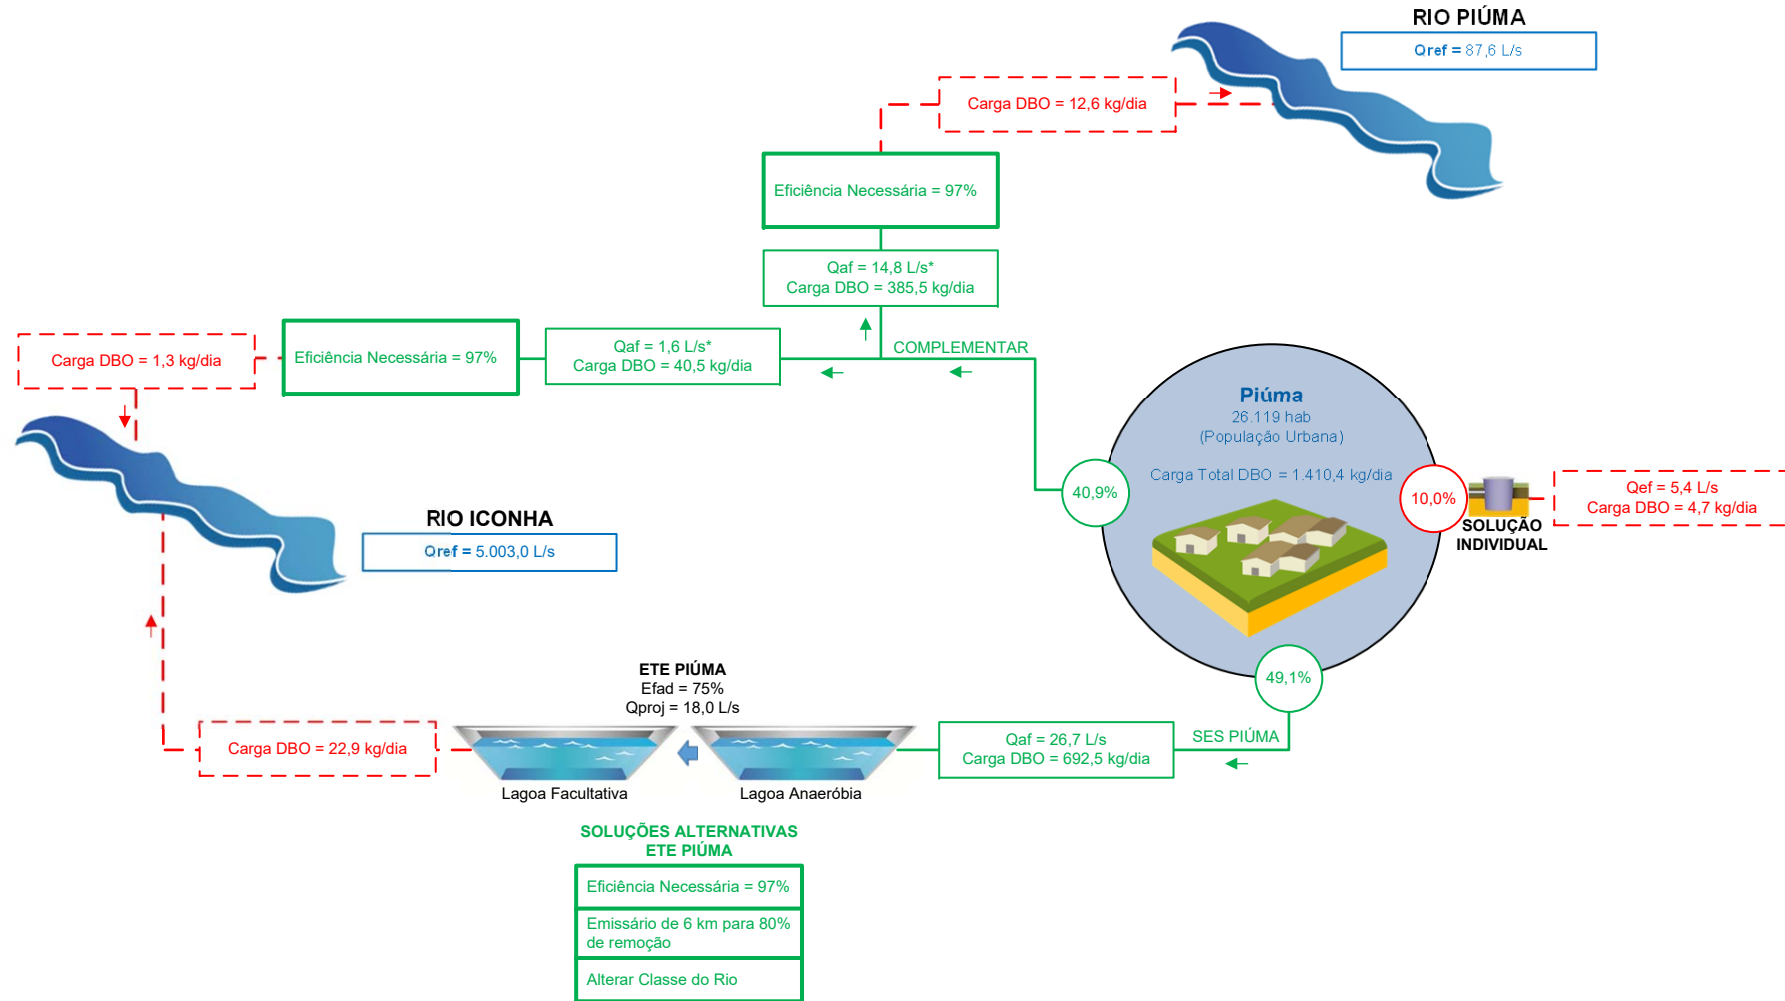 RIO PIÚMA
Qref = 87,6 L/s
Carga DBO = 12,6 kg/dia
Eficiência Necessária = 97%
Qaf = 14,8 L/s*
Carga DBO = 385,5 kg/dia
Carga DBO = 1,3 kg/dia
Eficiência Necessária = 97%
Qaf = 1,6 L/s*
Carga DBO = 40,5 kg/dia
COMPLEMENTAR
Piúma
26.119 hab
(População Urbana)
Carga Total DBO = 1.410,4 kg/dia
40,9%
10,0%
SOLUÇÃO
INDIVIDUAL
Qef = 5,4 L/s
Carga DBO = 4,7 kg/dia
RIO ICONHA
Qref = 5.003,0 L/s
49,1%
ETE PIÚMA
Efad = 75%
Qproj = 18,0 L/s
Carga DBO = 22,9 kg/dia
Qaf = 26,7 L/s
Carga DBO = 692,5 kg/dia
SES PIÚMA
Lagoa Facultativa
Lagoa Anaeróbia
SOLUÇÕES ALTERNATIVAS
ETE PIÚMA
Eficiência Necessária = 97%
Emissário de 6 km para 80%
de remoção
Alterar Classe do Rio